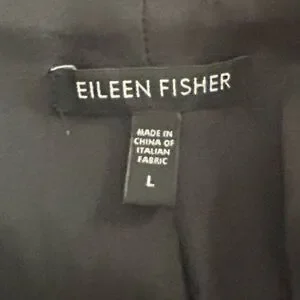 EILEEN FISHER
MADE IN
CHINA OF
ITALIAN
FABRIC
L